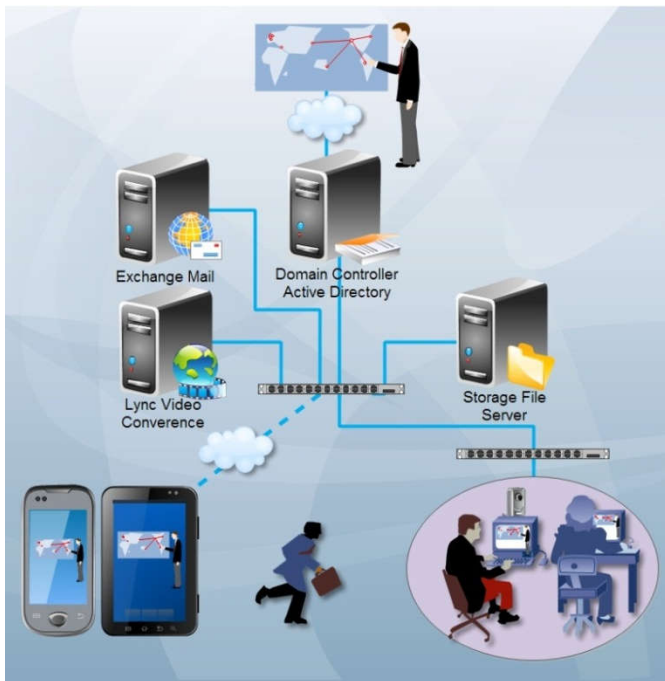 Exchange Mail
Domain Controller
Active Directory
Lync Video
Converence
Storage File
Server